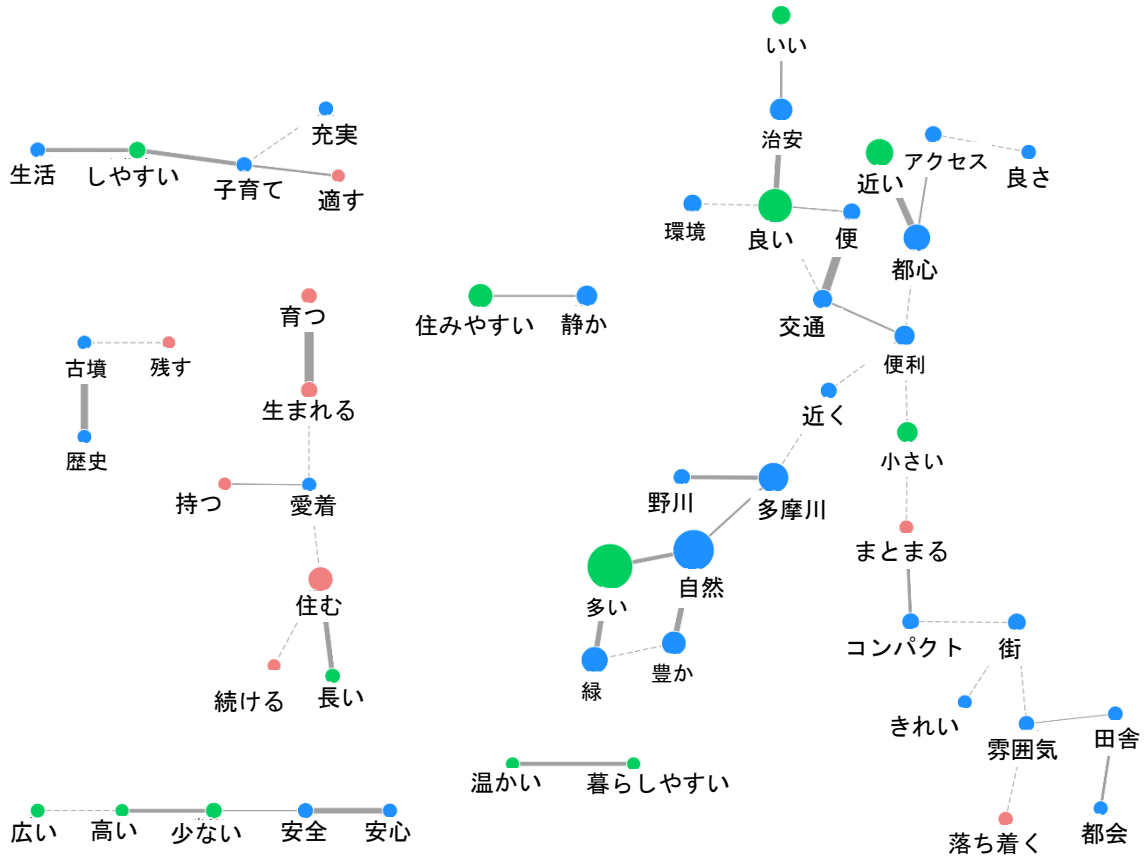 いい
充実
治安
アクセス
生活
しやすい
子育て
適す
近い
良さ
環境
良い
便
都心
育つ
住みやすい
静か
交通
古墳
残す
便利
生まれる
近く
歴史
小さい
持つ
愛着
野川
多摩川
まとまる
自然
住む
多い
コンパクト
街
豊か
緑
続ける
長い
きれい
雰囲気
田舎
温かい
暮らしやすい
広い
高い
少ない
安全
安心
落ち着く
都会